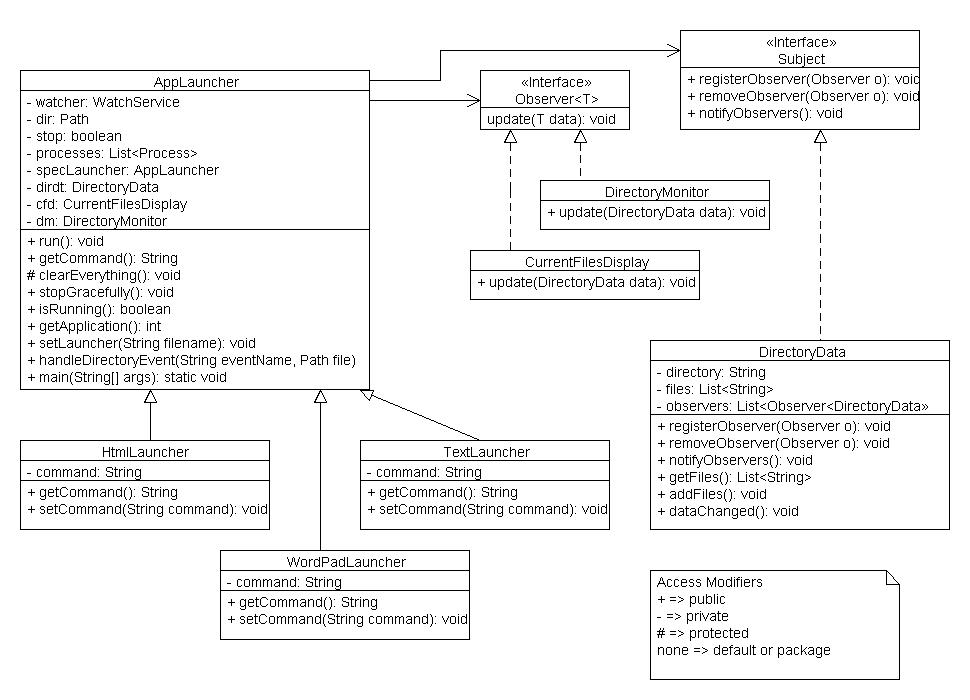 AppLauncher
- watcher: WatchService
- dir: Path
- stop: boolean
- processes: List<Process>
- specLauncher: AppLauncher
- dirdt: DirectoryData
- cfd: CurrentFilesDisplay
- dm: DirectoryMonitor
+ run(): void
+ getCommand(): String
# clearEverything(): void
+ stopGracefully(): void
+ isRunning(): boolean
+ getApplication(): int
+ setLauncher(String filename): void
+ handleDirectoryEvent(String eventName, Path file)
+ main(String[] args): static void
«Interface»
Observer<T>
update(T data): void
«Interface»
Subject
+ registerObserver(Observer o): void
+ removeObserver(Observer o): void
+ notifyObservers(): void
DirectoryMonitor
+ update(DirectoryData data): void
CurrentFilesDisplay
+ update(DirectoryData data): void
DirectoryData
- directory: String
- files: List<String>
- observers: List<Observer<DirectoryData»
+ registerObserver(Observer o): void
+ removeObserver(Observer o): void
+ notifyObservers(): void
+ getFiles(): List<String>
+ addFiles(): void
+ dataChanged(): void
HtmlLauncher
- command: String
+ getCommand(): String
+ setCommand(String command): void
TextLauncher
- command: String
+ getCommand(): String
+ setCommand(String command): void
WordPadLauncher
- command: String
+ getCommand(): String
+ setCommand(String command): void
Access Modifiers
+ => public
- => private
# => protected
none => default or package